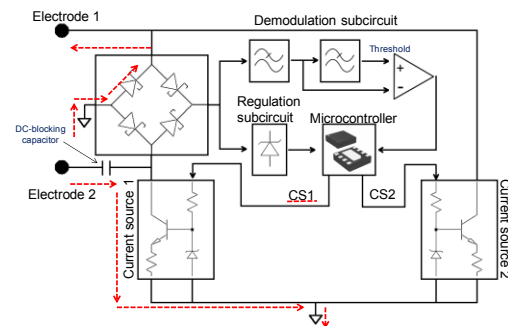 Electrode 1
Demodulation subcircuit
Threshold
+
-
Regulation
subcircuit
Microcontroller
DC-blocking
capacitor
Electrode 2
CS1
CS2
Current source 1
Current source 2